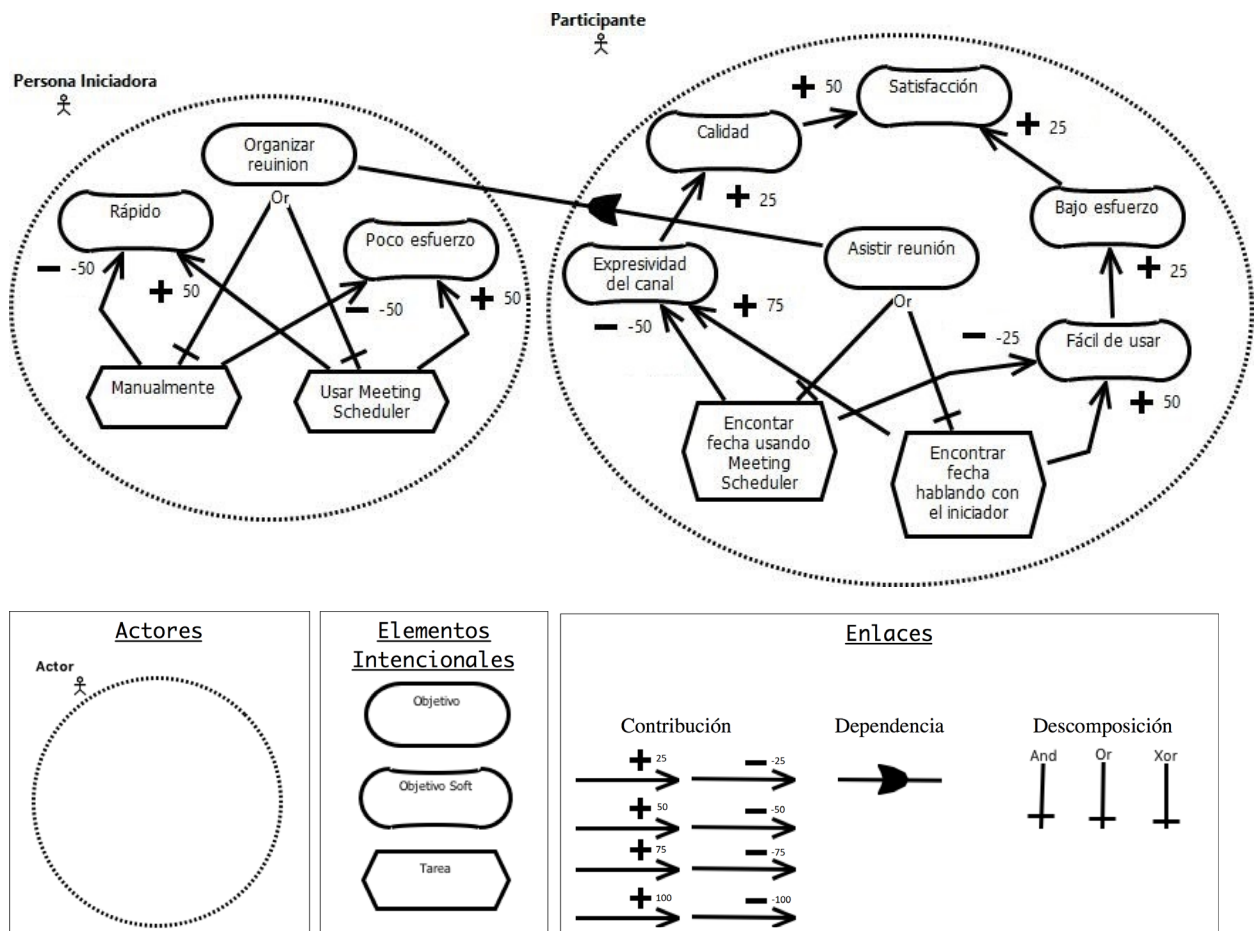 Participante
Persona Iniciadora
Organizar
reunion
Or
Rápido
Poco esfuerzo
-50
50
-50
50
Manualmente
Usar Meeting
Scheduler
Satisfacción
50
Calidad
25
25
Bajo esfuerzo
Asistir reunión
Expresividad
del canal
25
Or
75
-50
-25
Fácil de usar
50
Encontar
fecha usando
Meeting
Scheduler
Encontrar
fecha
hablando con
el iniciador
Actores
Actor
Elementos
Intencionales
Objetivo
Objetivo Soft
Tarea
Enlaces
Contribución
Dependencia
Descomposición
25
-25
50
-50
75
-75
100
-100
And
Or
Xor